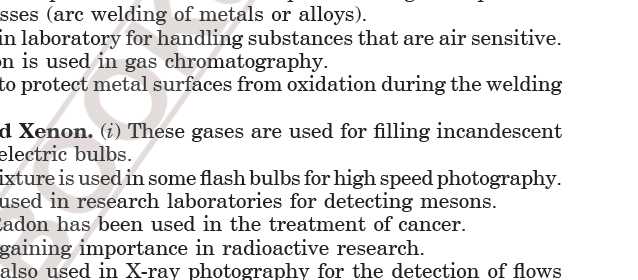 sses (arc welding of metals or alloys).
in laboratory for handling substances that are air sensitive.
on is used in gas chromatography.
to protect metal surfaces from oxidation during the welding
d Xenon. (i) These gases are used for filling incandescent
electric bulbs.
ixture is used in some flash bulbs for high speed photography.
used in research laboratories for detecting mesons.
Radon has been used in the treatment of cancer.
gaining importance in radioactive research.
also used in X-ray photography for the detection of flows